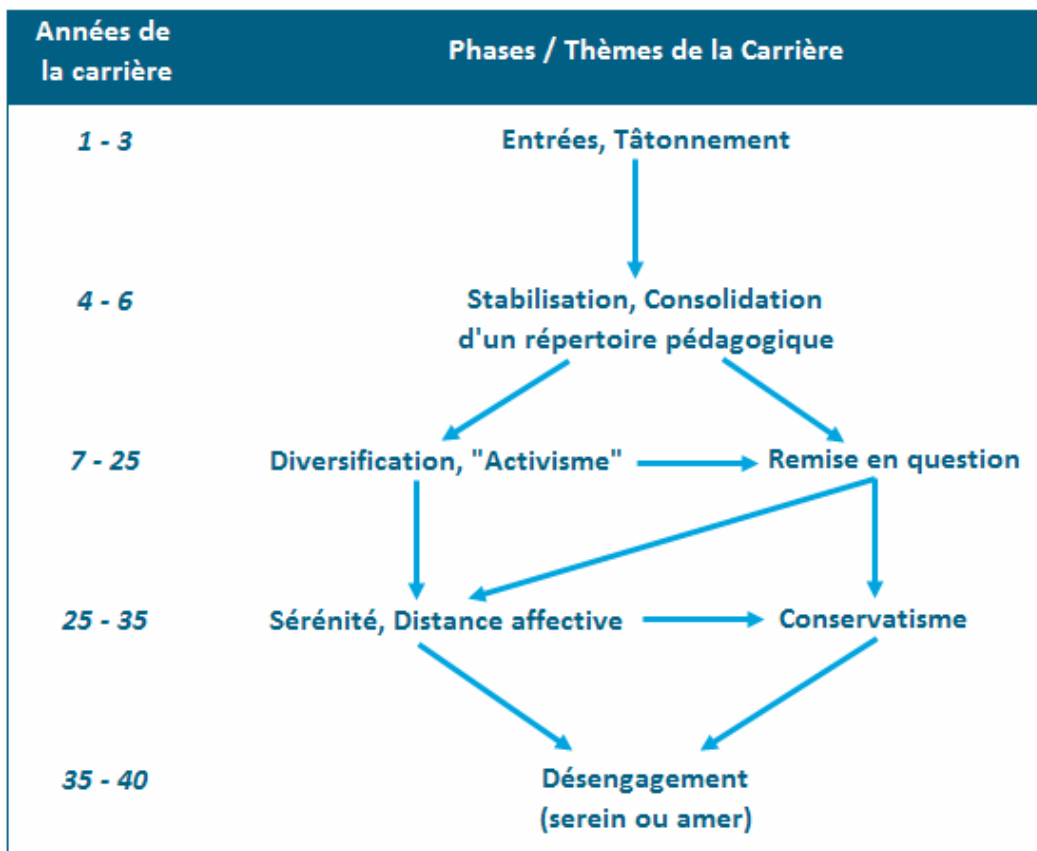 Années de
la carrière
Phases / Thèmes de la Carrière
1 - 3
Entrées, Tâtonnement
4 - 6
Stabilisation, Consolidation
d'un répertoire pédagogique
7 - 25
Diversification, "Activisme"
Remise en question
25 - 35
Sérénité, Distance affective
Conservatisme
35 - 40
Désengagement
(serein ou amer)